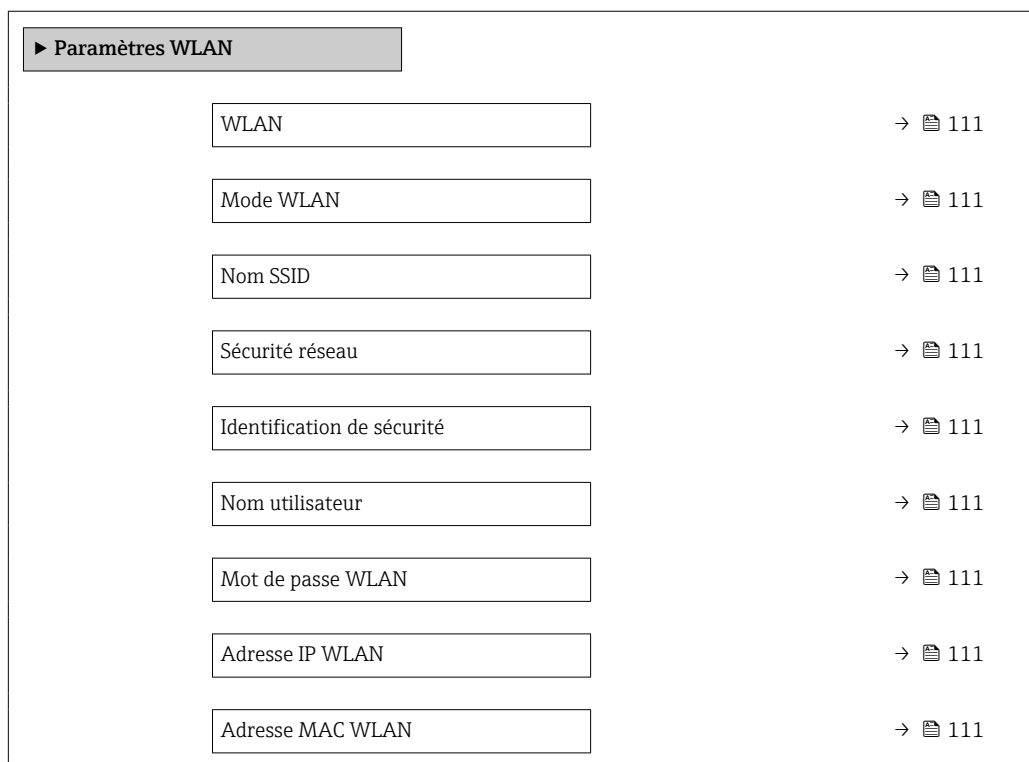 ▶ Paramètres WLAN
WLAN → 111
Mode WLAN → 111
Nom SSID → 111
Sécurité réseau → 111
Identification de sécurité → 111
Nom utilisateur → 111
Mot de passe WLAN → 111
Adresse IP WLAN → 111
Adresse MAC WLAN → 111